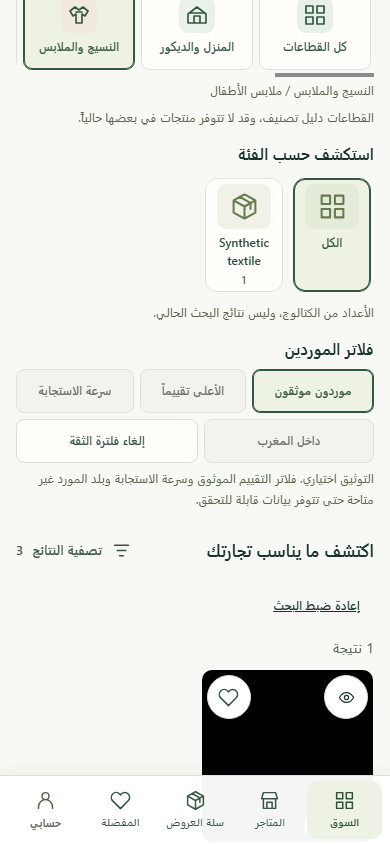 كل القطاعات
المنزل والديكور
النسيج والملابس
النسيج والملابس / ملابس الأطفال
القطاعات دليل تصنيف، وقد لا تتوفر منتجات في بعضها حالياً.
استكشف حسب الفئة
الكل
Synthetic
textile
1
الأعداد من الكتالوج، وليس نتائج البحث الحالي.
فلاتر الموردين
موردون موثقون
الأعلى تقييماً
سرعة الاستجابة
داخل المغرب
إلغاء فلترة الثقة
التوثيق اختياري. فلاتر التقييم الموثوق وسرعة الاستجابة وبلد المورد غير
متاحة حتى تتوفر بيانات قابلة للتحقق.
اكتشف ما يناسب تجارتك
تصفية النتائج 3
إعادة ضبط البحث
1 نتيجة
السوق
المتاجر
سلة العروض
المفضلة
حسابي